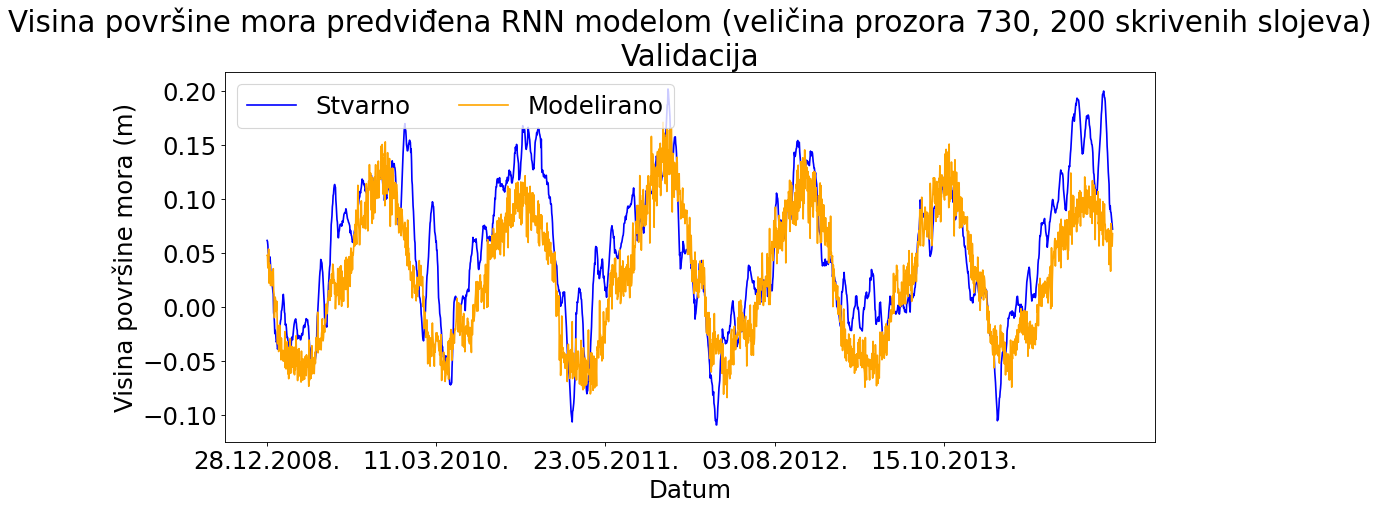 Visina površine mora predviđena RNN modelom (veličina prozora 730, 200 skrivenih slojeva)
Validacija
Stvarno Modelirano
Visina površine mora (m)
0.20
0.15
0.10
0.05
0.00
−0.05
−0.10
28.12.2008. 11.03.2010. 23.05.2011. 03.08.2012. 15.10.2013.
Datum